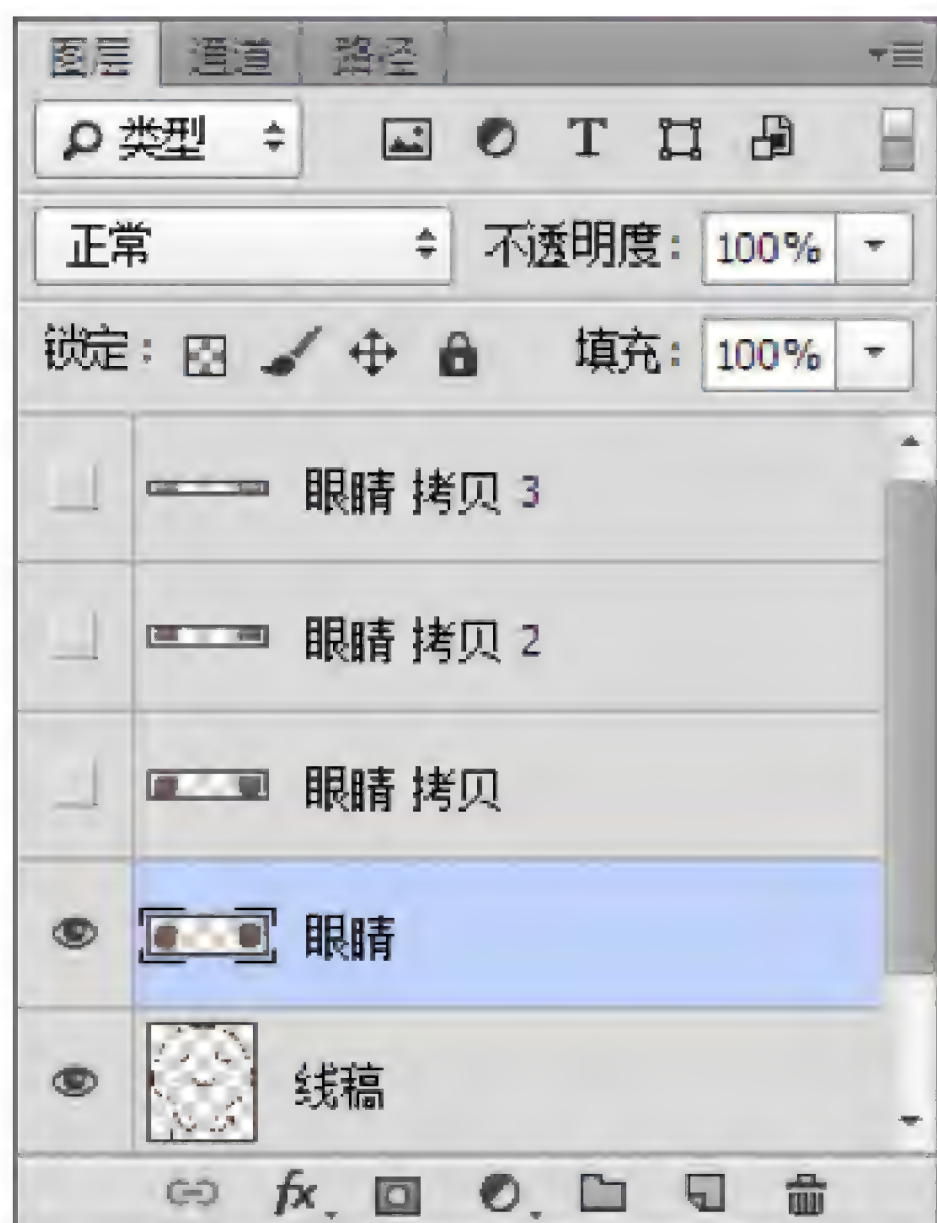 图层 通道 路径
类型 T
正常 不透明度: 100%
锁定: 填充: 100%
眼睛 拷贝 3
眼睛 拷贝 2
眼睛 拷贝
眼睛
线稿
fx